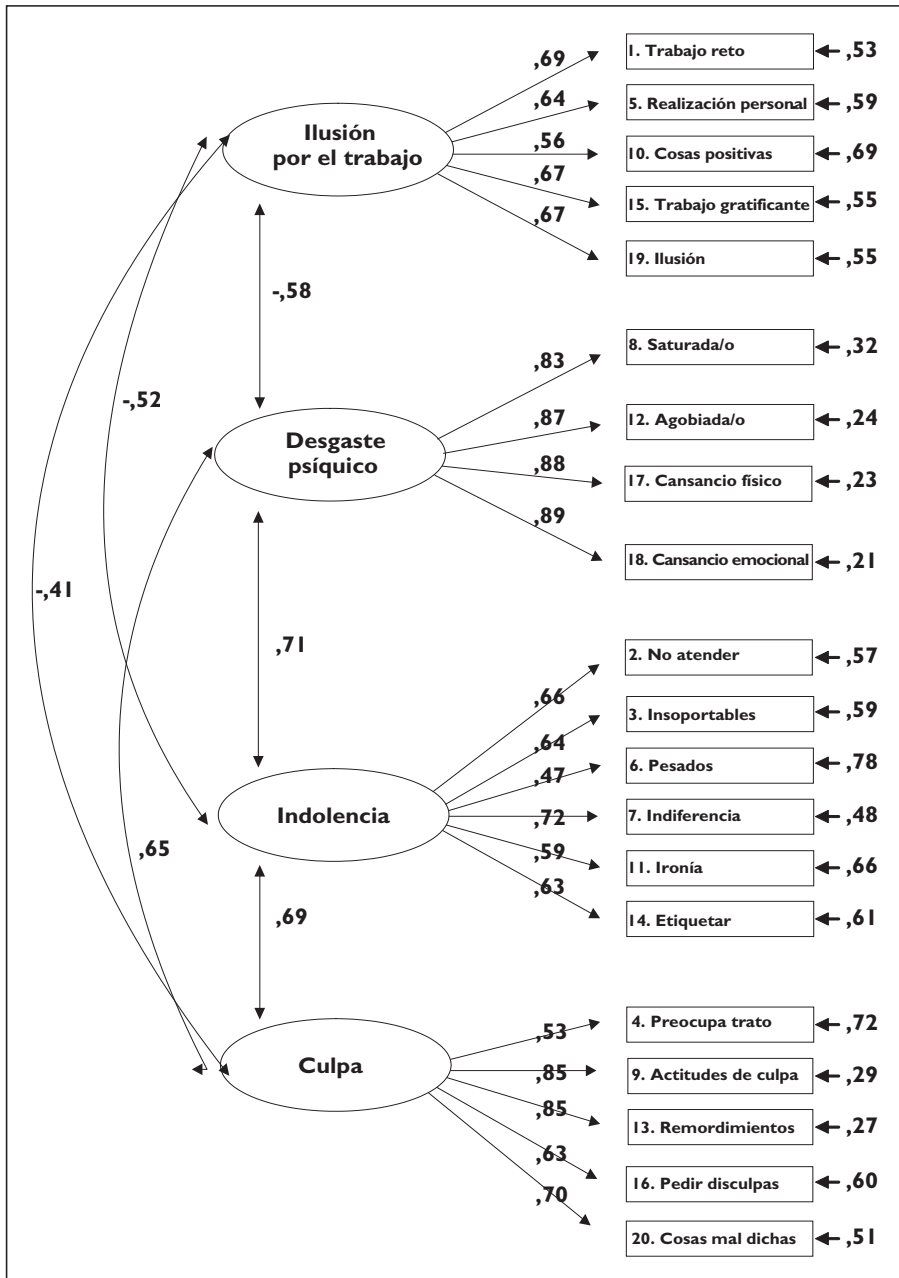 ,69
1. Trabajo reto
,53
,64
5. Realización personal
,59
Ilusión
por el trabajo
,56
10. Cosas positivas
,69
,67
15. Trabajo gratificante
,55
,67
19. Ilusión
,55
-,58
-,52
-,41
,83
8. Saturada/o
,32
,87
12. Agobiada/o
,24
Desgaste
psíquico
,88
17. Cansancio físico
,23
,89
18. Cansancio emocional
,21
,71
,66
2. No atender
,57
,64
3. Insoportables
,59
,47
6. Pesados
,78
Indolencia
,72
7. Indiferencia
,48
,59
11. Ironía
,66
,63
14. Etiquetar
,61
,65
,69
,53
4. Preocupa trato
,72
Culpa
,85
9. Actitudes de culpa
,29
,85
13. Remordimientos
,27
,63
16. Pedir disculpas
,60
,70
20. Cosas mal dichas
,51